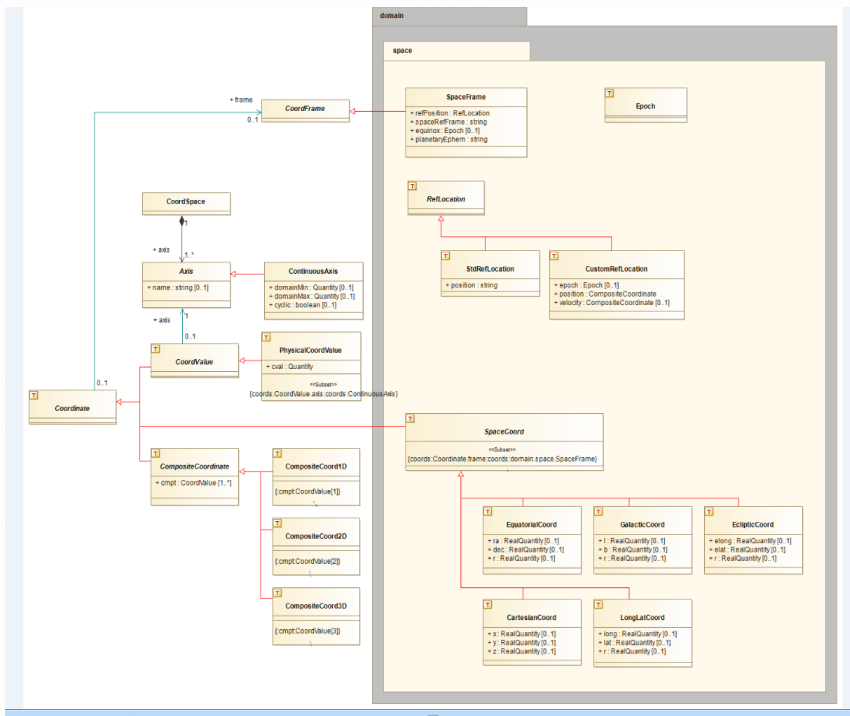 domain
space
+ frame
0..1
CoordFrame
T
SpaceFrame
+ refPosition : RefLocation
+ spaceRefFrame : string
+ equinox : Epoch [0..1]
+ planetaryEphem : string
T
Epoch
T
RefLocation
CoordSpace
1
+ axis
1..*
Axis
+ name : string [0..1]
ContinuousAxis
+ domainMin : Quantity [0..1]
+ domainMax : Quantity [0..1]
+ cyclic : boolean [0..1]
T
StdRefLocation
+ position : string
T
CustomRefLocation
+ epoch : Epoch [0..1]
+ position : CompositeCoordinate
+ velocity : CompositeCoordinate [0..1]
+ axis
1
0..1
T
CoordValue
T
PhysicalCoordValue
+ cval : Quantity
<<Subset>>
{coords:CoordValue.axis:coords:ContinuousAxis}
0..1
T
Coordinate
T
SpaceCoord
<<Subset>>
{coords:Coordinate.frame:coords:domain.space.SpaceFrame}
T
CompositeCoordinate
+ cmpt : CoordValue [1..*]
T
CompositeCoord1D
{:cmpt:CoordValue[1]}
T
CompositeCoord2D
{:cmpt:CoordValue[2]}
T
CompositeCoord3D
{:cmpt:CoordValue[3]}
T
EquatorialCoord
+ ra : RealQuantity [0..1]
+ dec : RealQuantity [0..1]
+ r : RealQuantity [0..1]
T
GalacticCoord
+ l : RealQuantity [0..1]
+ b : RealQuantity [0..1]
+ r : RealQuantity [0..1]
T
EclipticCoord
+ elong : RealQuantity [0..1]
+ elat : RealQuantity [0..1]
+ r : RealQuantity [0..1]
T
CartesianCoord
+ x : RealQuantity [0..1]
+ y : RealQuantity [0..1]
+ z : RealQuantity [0..1]
T
LongLatCoord
+ long : RealQuantity [0..1]
+ lat : RealQuantity [0..1]
+ r : RealQuantity [0..1]